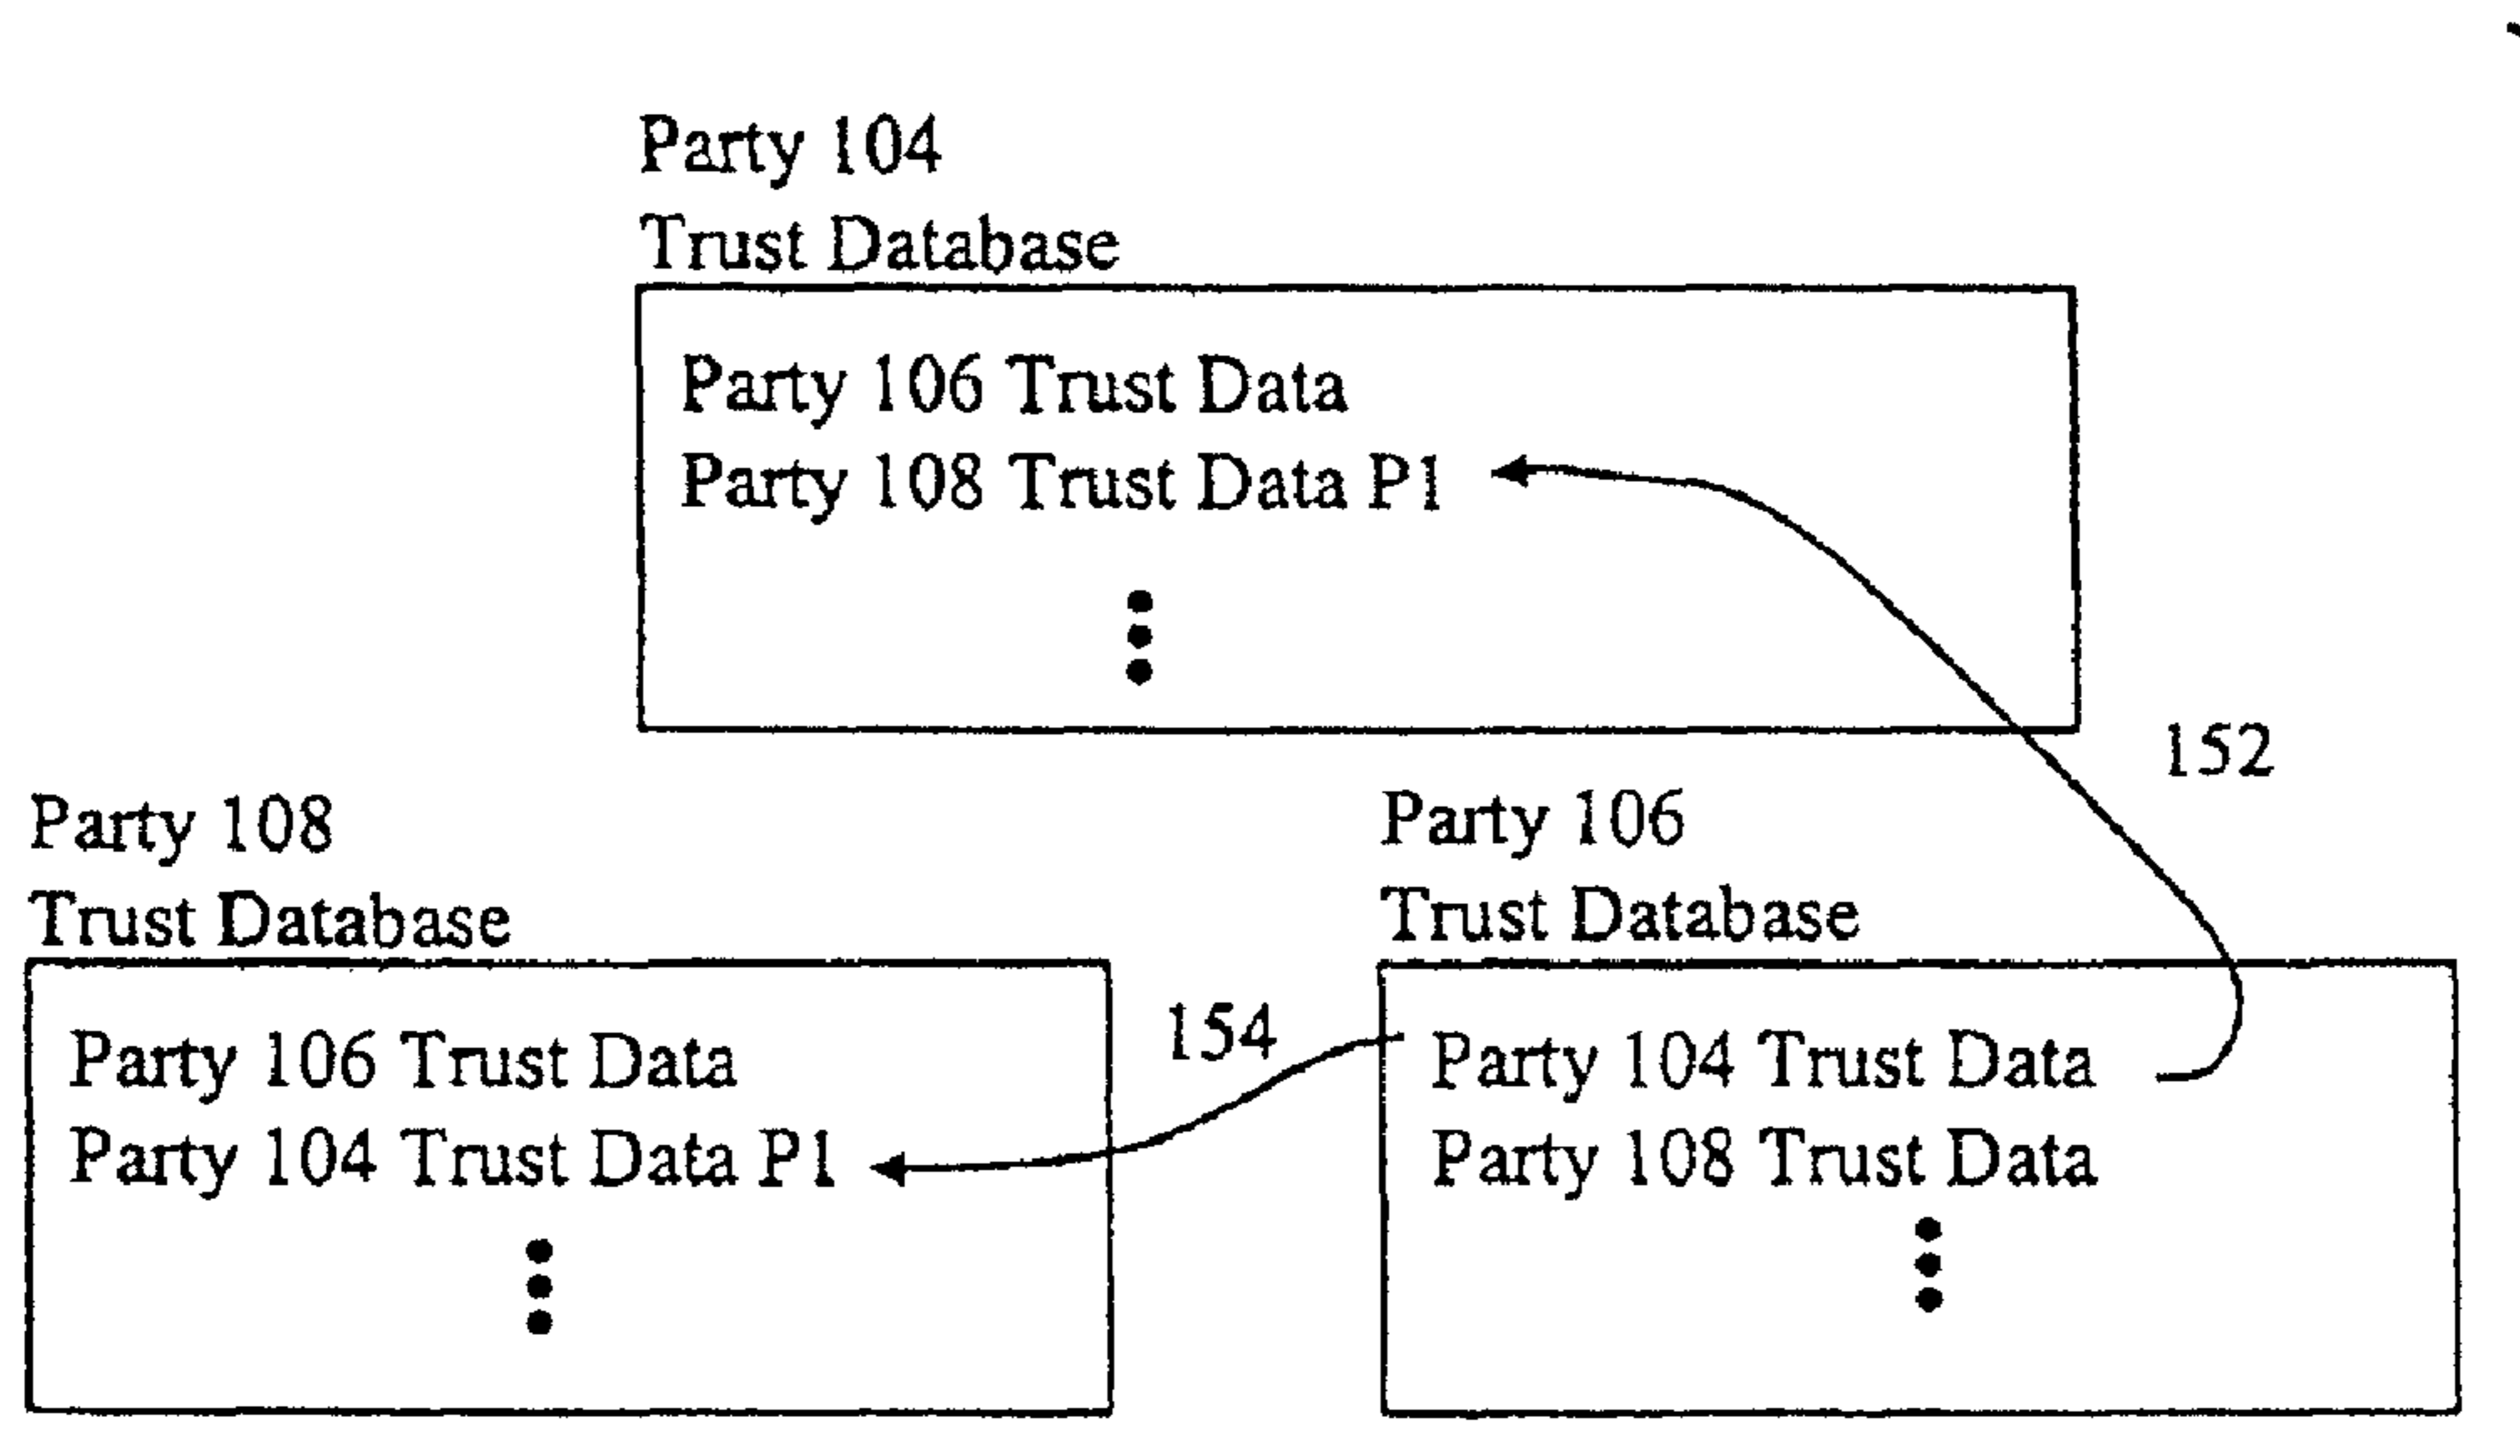 Party 104
Trust Database
Party 106 Trust Data
Party 108 Trust Data P1
152
Party 108
Trust Database
Party 106 Trust Data
Party 104 Trust Data P1
154
Party 106
Trust Database
Party 104 Trust Data
Party 108 Trust Data